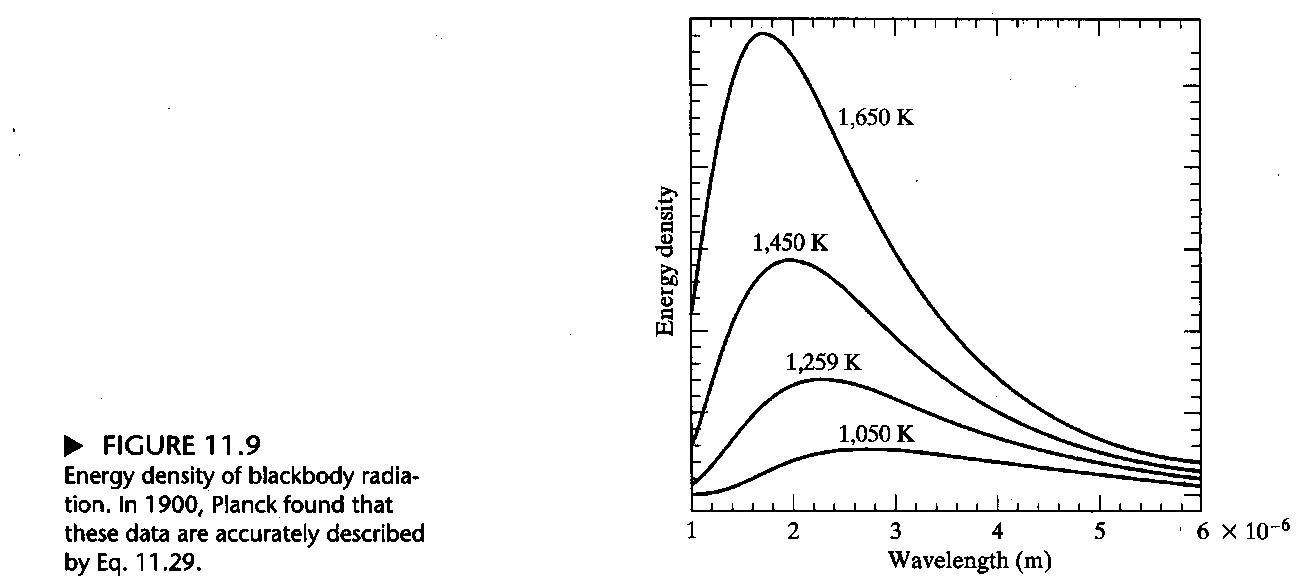 1,650 K
1,450 K
1,259 K
1,050 K
Energy density
1 2 3 4 5 6 × 10⁻⁶
Wavelength (m)
▶ FIGURE 11.9
Energy density of blackbody radia-
tion. In 1900, Planck found that
these data are accurately described
by Eq. 11.29.